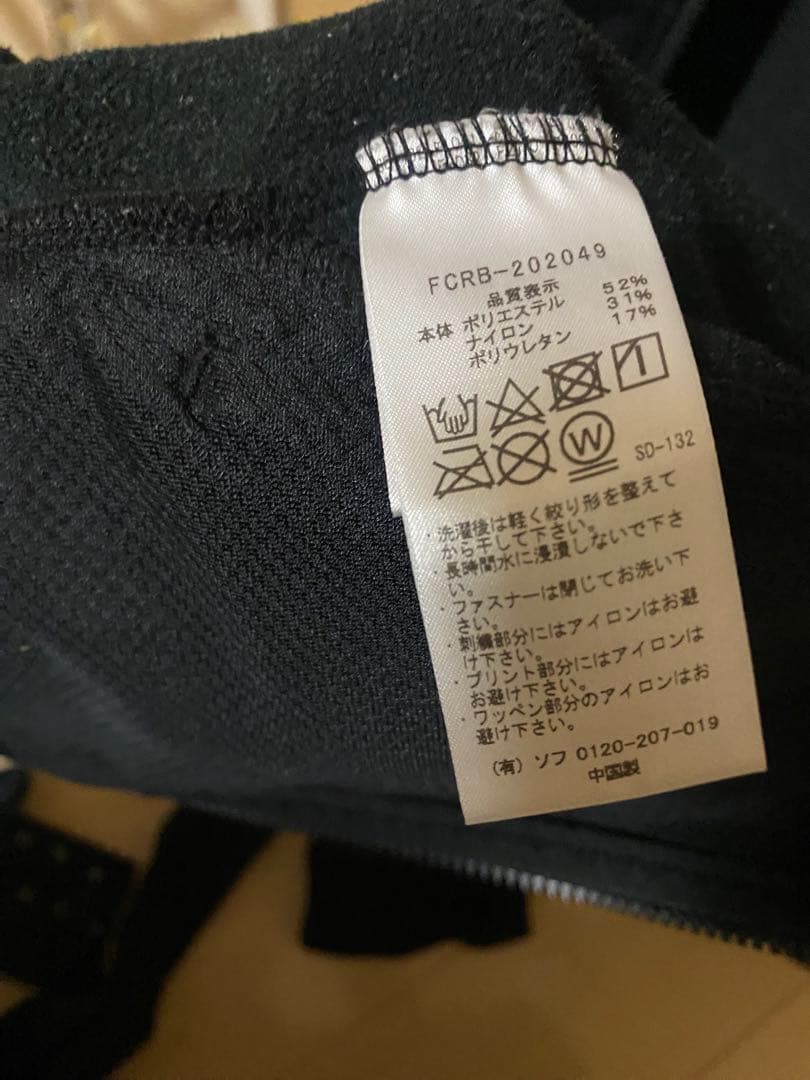 FCRB-202049
品質表示
本体 ポリエステル 52%
ナイロン 31%
ポリウレタン 17%
W
SD-132
・洗濯後は軽く絞り形を整えて
から干して下さい。
・長時間水に浸漬しないで下さ
い。
・ファスナーは閉じてお洗い下
さい。
・刺繍部分にはアイロンはお避
け下さい。
・プリント部分にはアイロンは
お避け下さい。
・ワッペン部分のアイロンはお
避け下さい。
(有) ソフ 0120-207-019
中国製